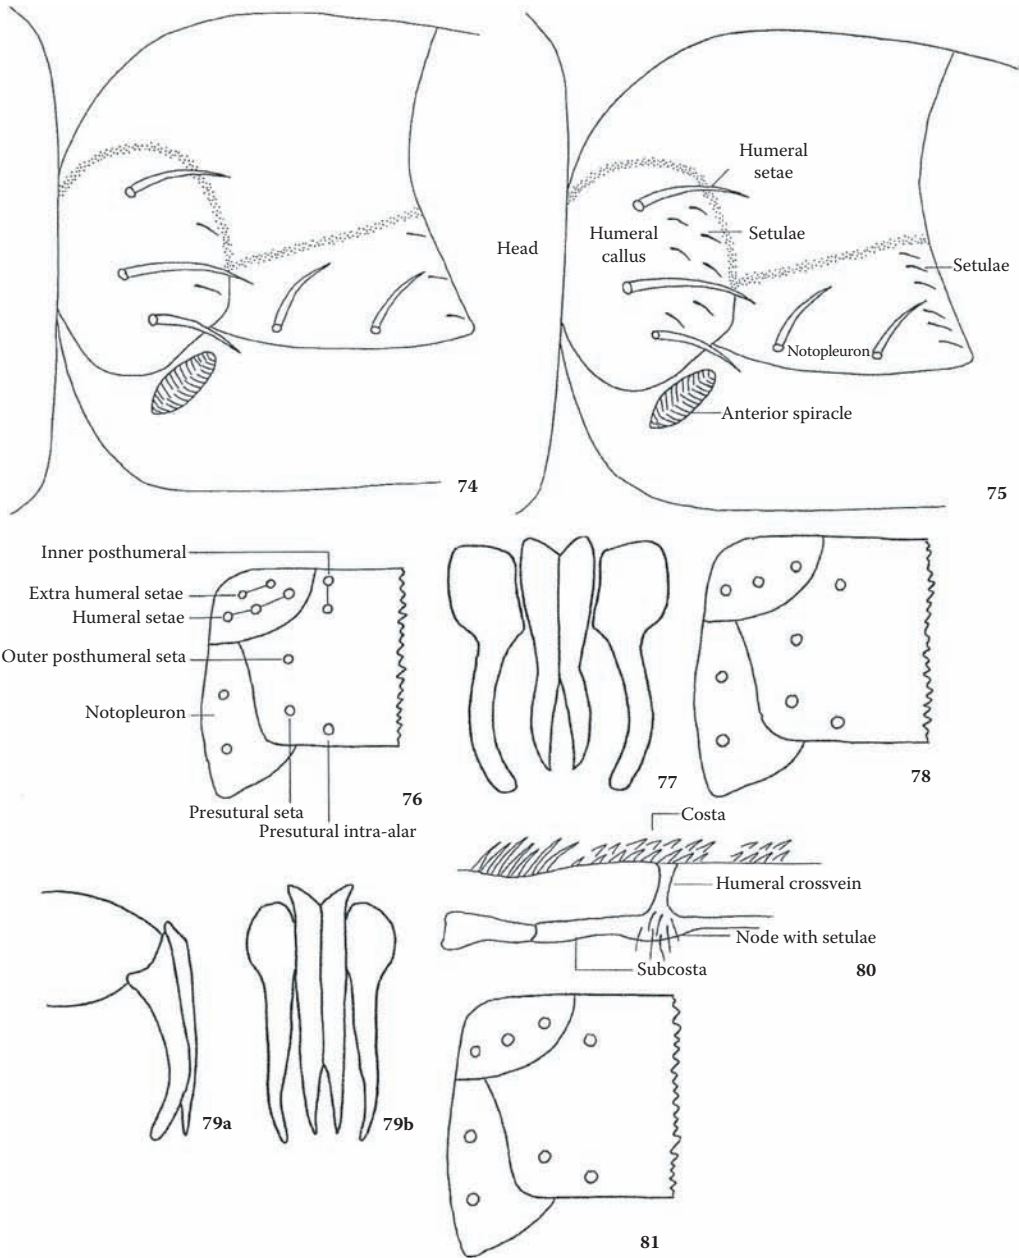 Humeral
setae
Head
Humeral
callus
Setulae
Setulae
Notopleuron
Anterior spiracle
74
75
Inner posthumeral
Extra humeral setae
Humeral setae
Outer posthumeral seta
Notopleuron
Presutural seta
Presutural intra-alar
76
77
78
Costa
Humeral crossvein
Node with setulae
Subcosta
80
79a
79b
81